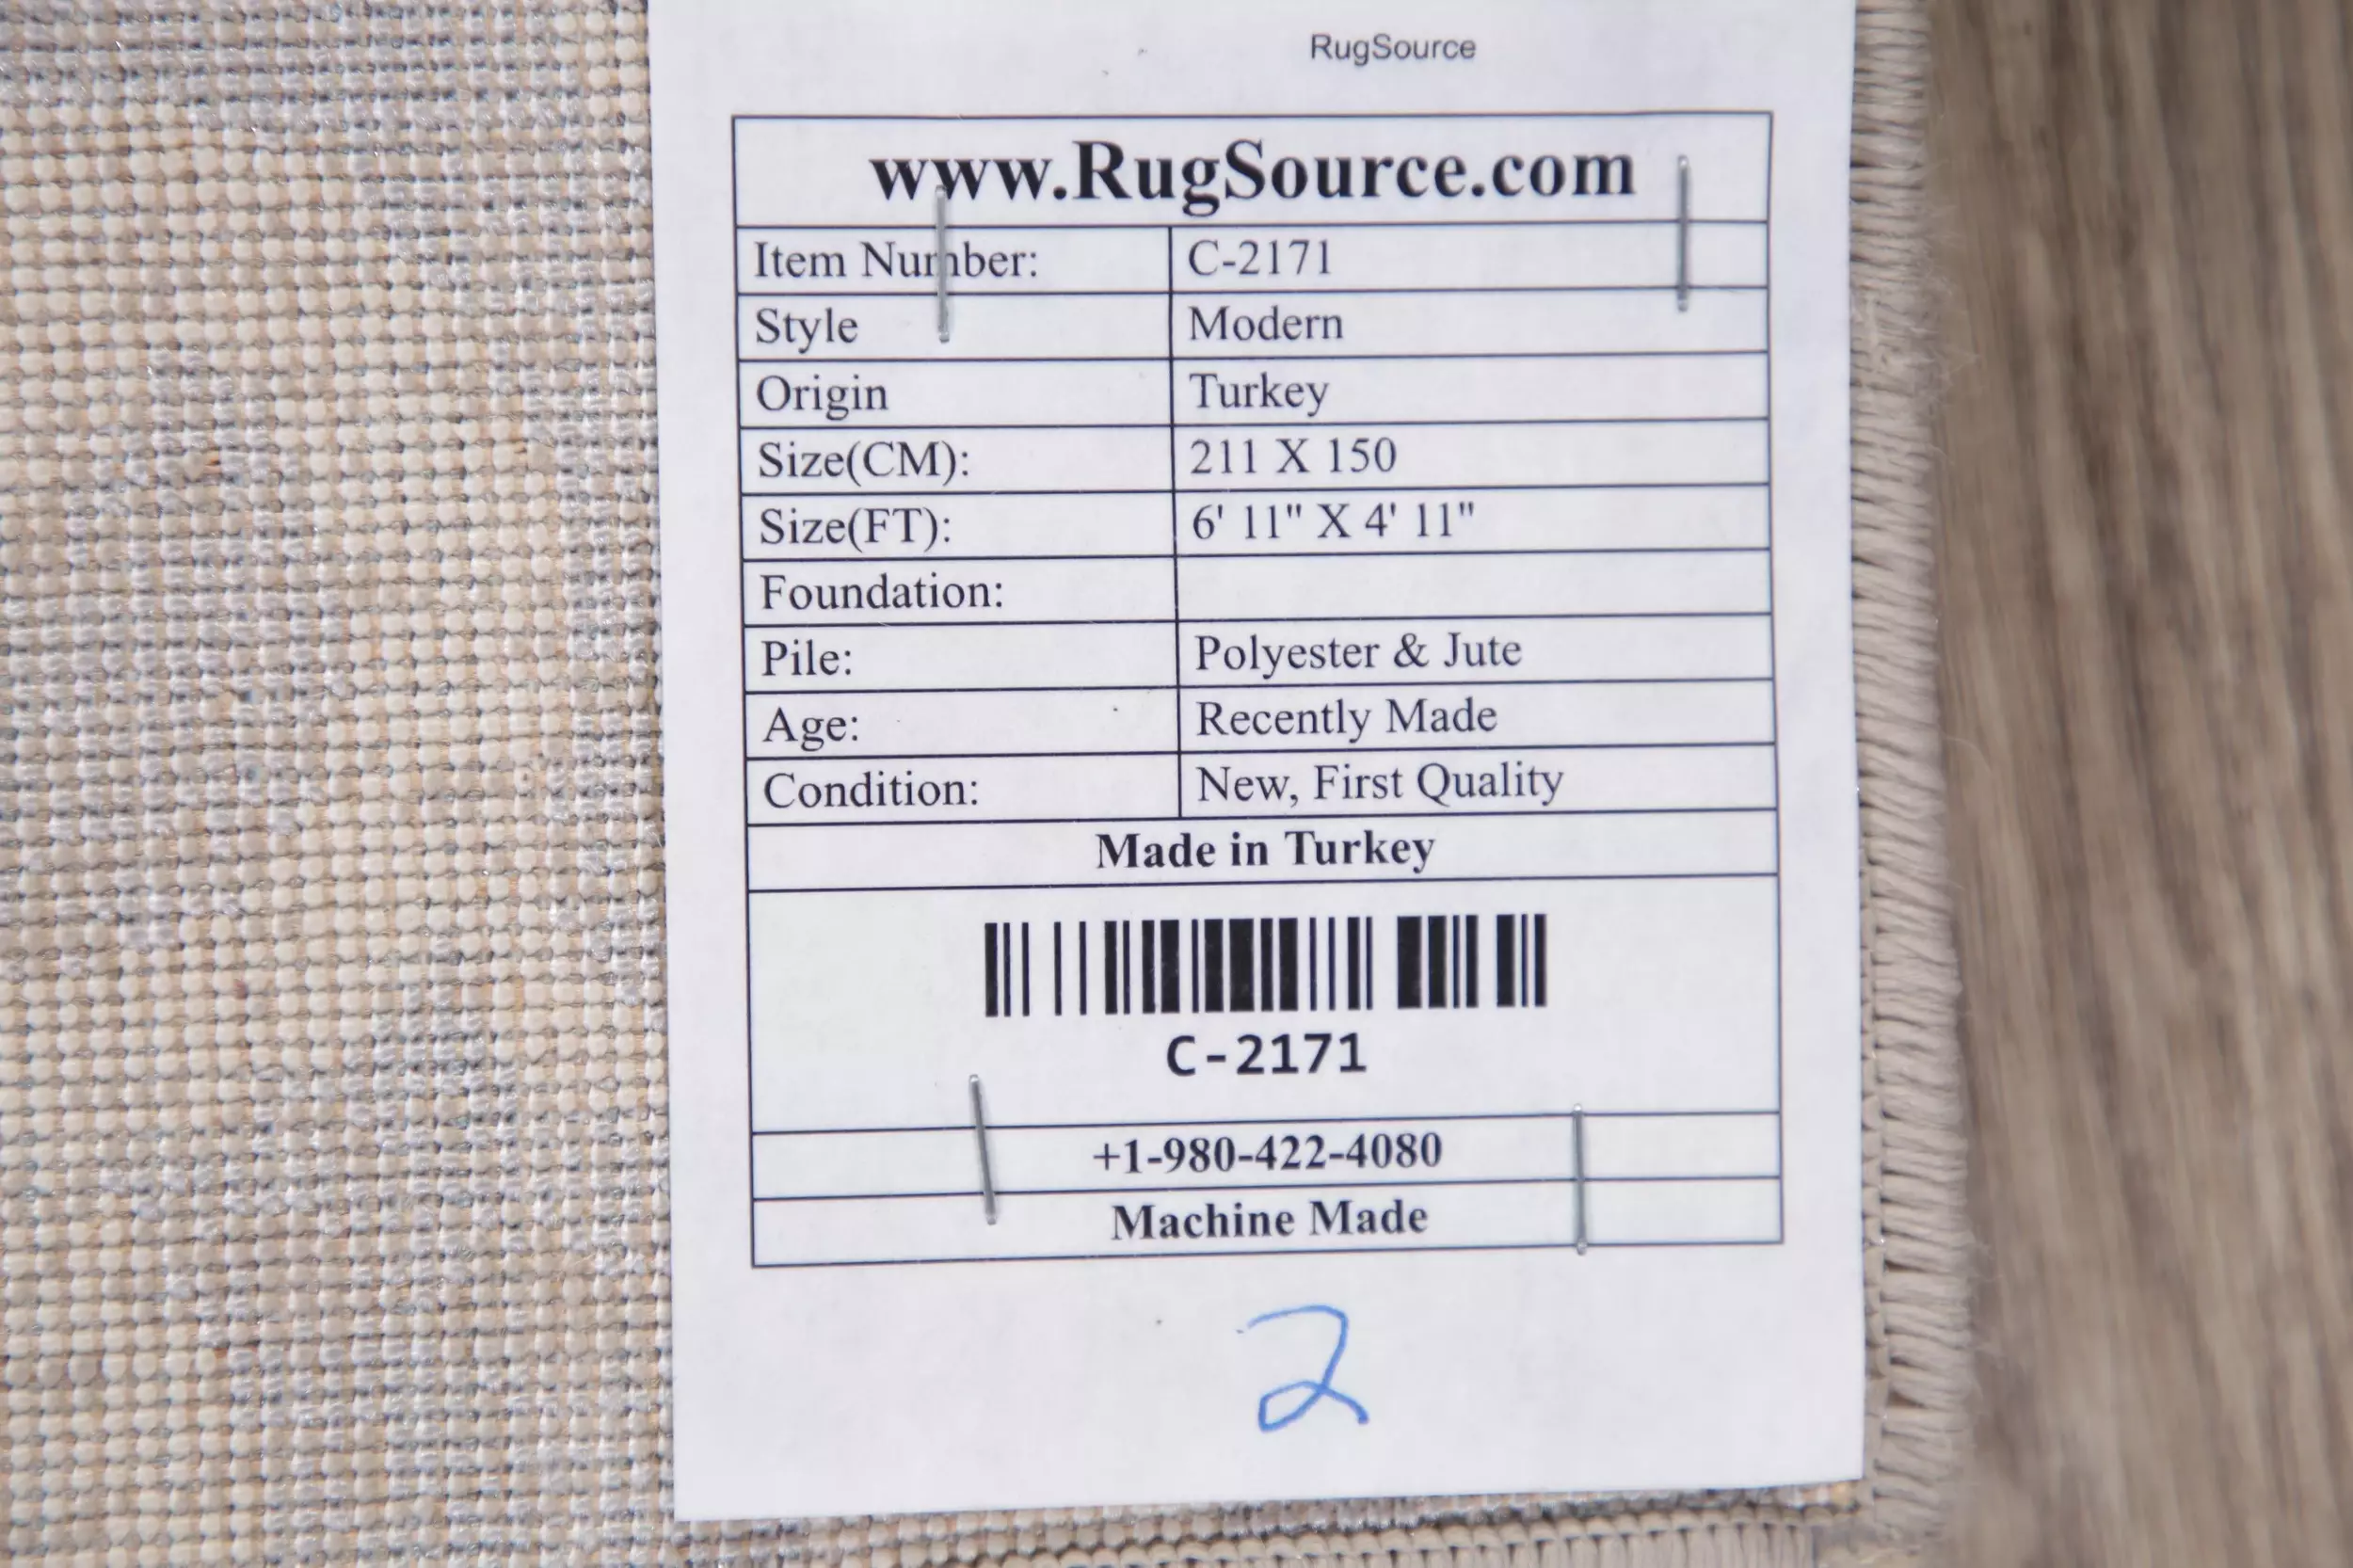 RugSource
www.RugSource.com
Item Number: C-2171
Style Modern
Origin Turkey
Size(CM): 211 X 150
Size(FT): 6' 11" X 4' 11"
Foundation:
Pile: Polyester & Jute
Age: Recently Made
Condition: New, First Quality
Made in Turkey
C-2171
+1-980-422-4080
Machine Made
2